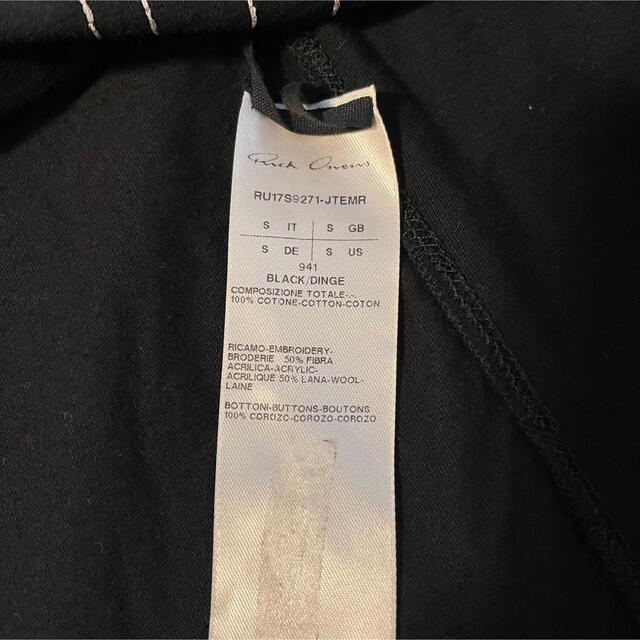 Rick Owens
RU17S9271-JTEMR
S IT S GB
S DE S US
941
BLACK/DINGE
COMPOSIZIONE TOTALE-.-.
100% COTONE-COTTON-COTON
RICAMO-EMBROIDERY-
BRODERIE 50% FIBRA
ACRILICA-ACRYLIC-
ACRILIQUE 50% LANA-WOOL-
LAINE
BOTTONI-BUTTONS-BOUTONS
100% COROZO-COROZO-COROZO